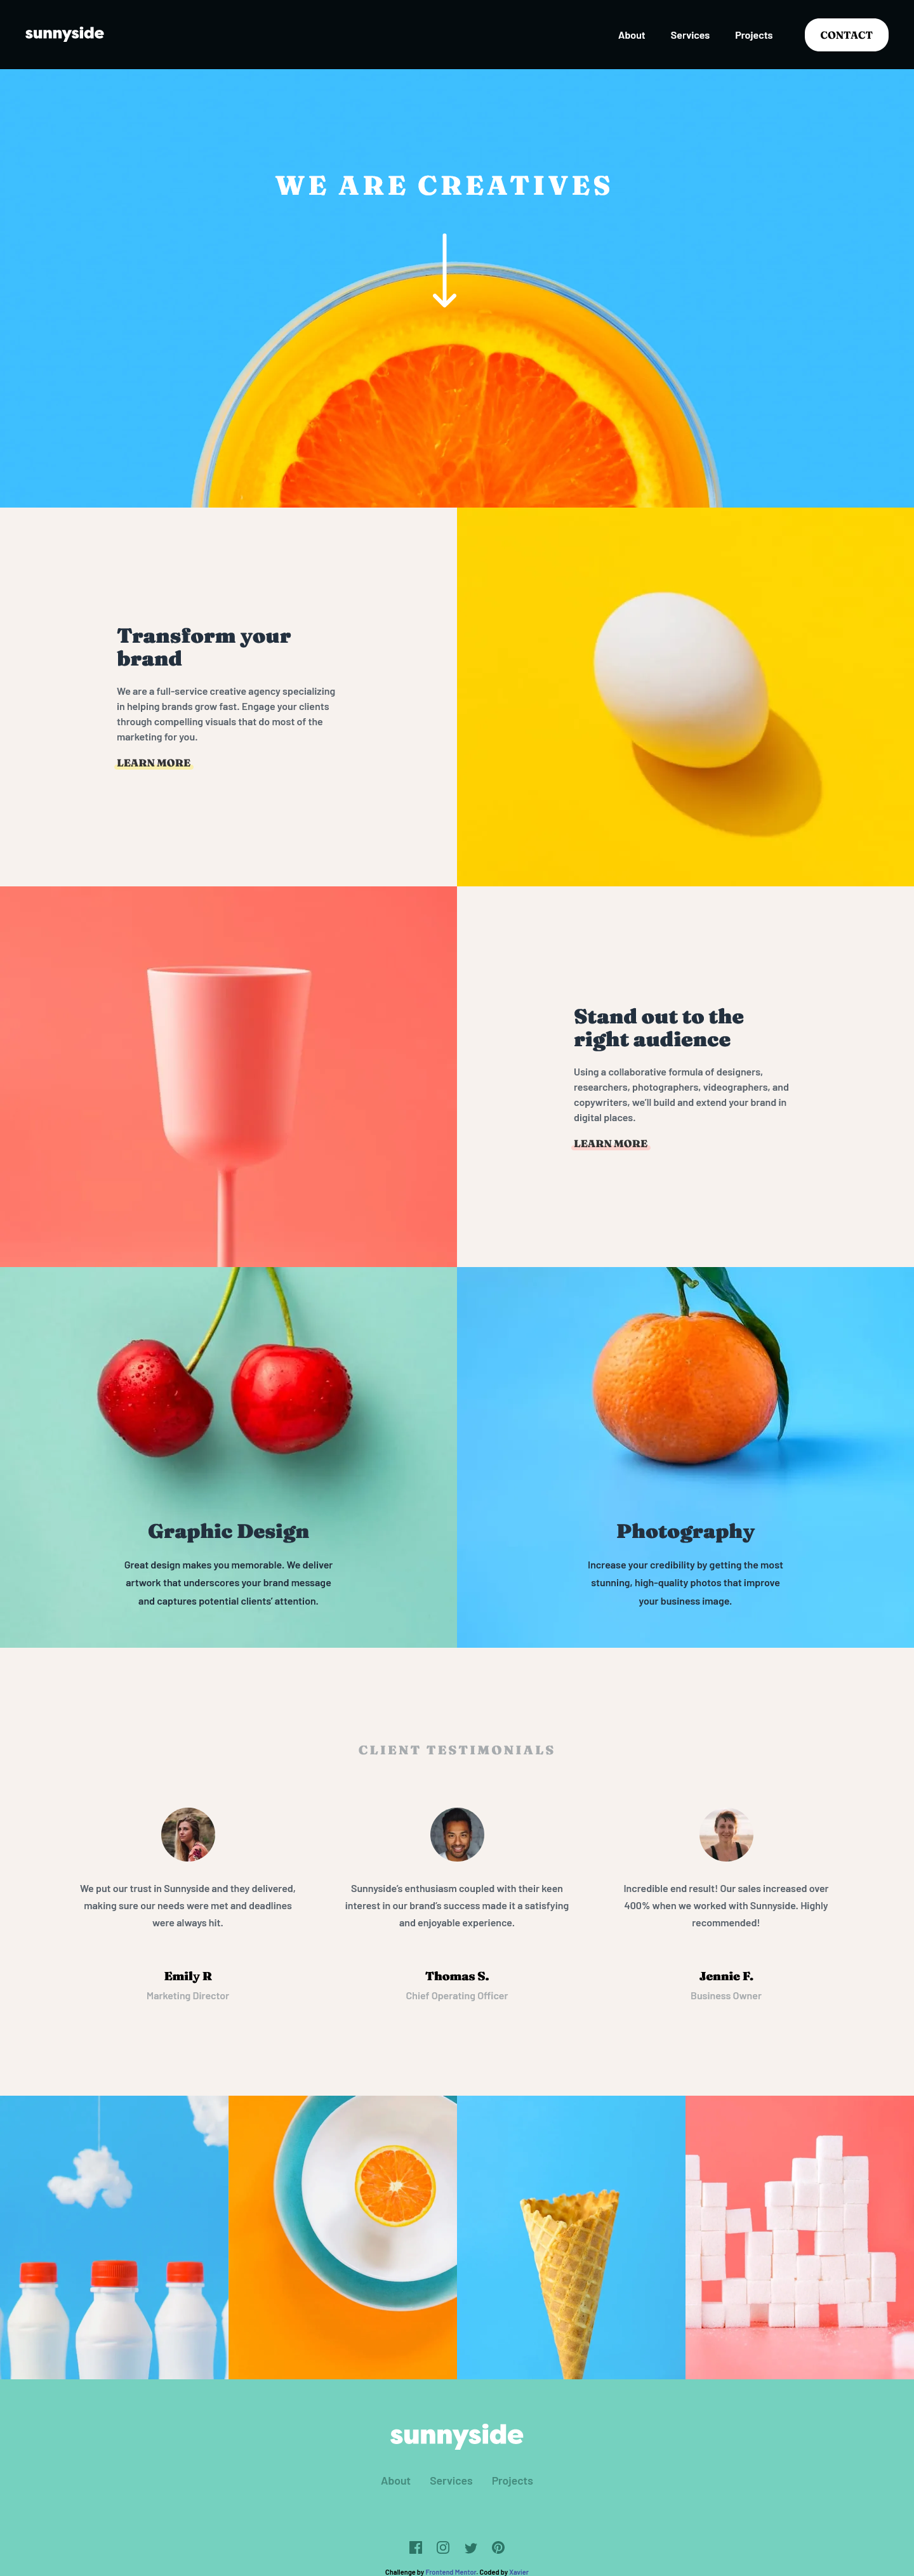 sunnyside
About Services Projects CONTACT
WE ARE CREATIVES
Transform your
brand
We are a full-service creative agency specializing
in helping brands grow fast. Engage your clients
through compelling visuals that do most of the
marketing for you.
LEARN MORE
Stand out to the
right audience
Using a collaborative formula of designers,
researchers, photographers, videographers, and
copywriters, we'll build and extend your brand in
digital places.
LEARN MORE
Graphic Design
Great design makes you memorable. We deliver
artwork that underscores your brand message
and captures potential clients' attention.
Photography
Increase your credibility by getting the most
stunning, high-quality photos that improve
your business image.
CLIENT TESTIMONIALS
We put our trust in Sunnyside and they delivered,
making sure our needs were met and deadlines
were always hit.
Emily R
Marketing Director
Sunnyside's enthusiasm coupled with their keen
interest in our brand's success made it a satisfying
and enjoyable experience.
Thomas S.
Chief Operating Officer
Incredible end result! Our sales increased over
400% when we worked with Sunnyside. Highly
recommended!
Jennie F.
Business Owner
sunnyside
About Services Projects
Challenge by Frontend Mentor. Coded by Xavier